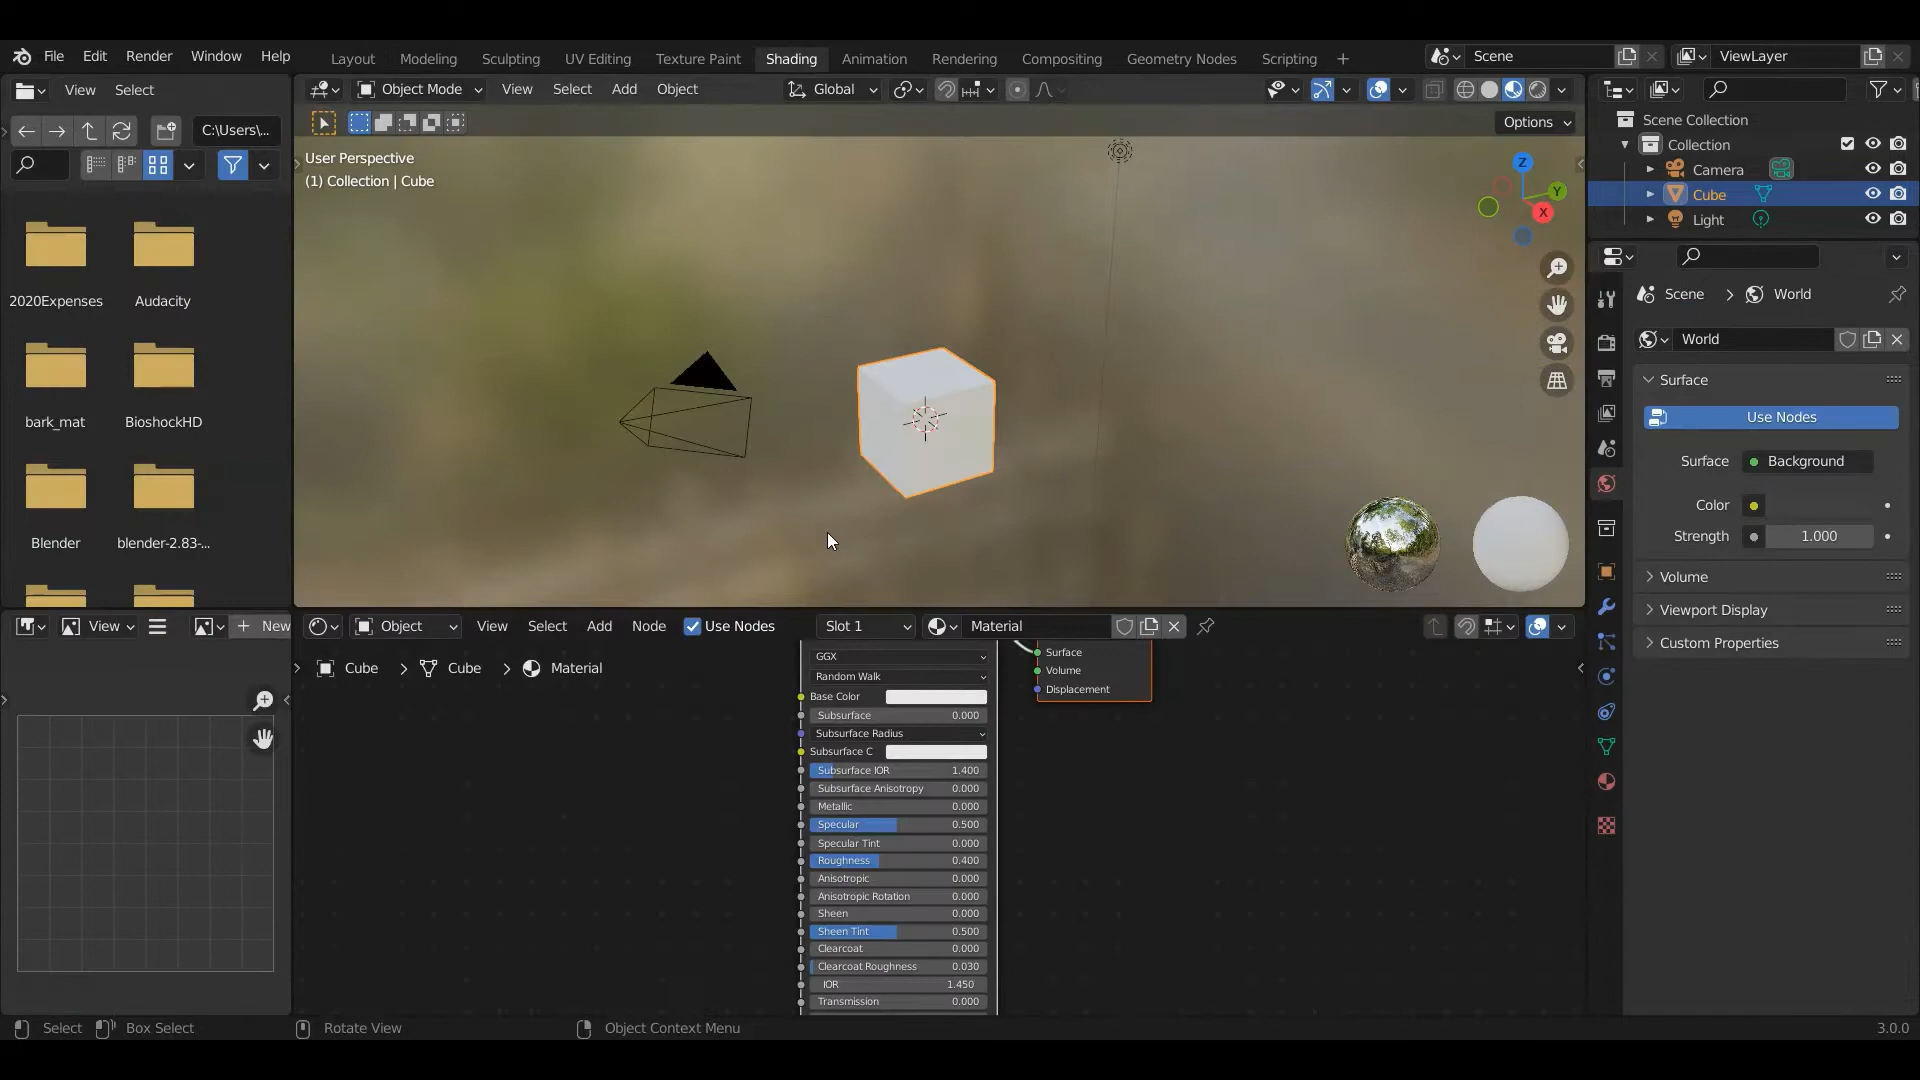 File Edit Render Window Help
Layout Modeling Sculpting UV Editing Texture Paint Shading Animation Rendering Compositing Geometry Nodes Scripting +
Scene
ViewLayer
View Select
Object Mode View Select Add Object
Global
C:\Users\...
Options
User Perspective
(1) Collection | Cube
Z
Y
X
2020Expenses Audacity
bark_mat BioshockHD
Blender blender-2.83-...
Scene Collection
Collection
Camera
Cube
Light
Scene > World
World
Surface
Use Nodes
Surface Background
Color
Strength 1.000
Volume
Viewport Display
Custom Properties
View
+ New
Object View Select Add Node Use Nodes Slot 1 Material
Cube > Cube > Material
GGX
Random Walk
Base Color
Subsurface 0.000
Subsurface Radius
Subsurface C
Subsurface IOR 1.400
Subsurface Anisotropy 0.000
Metallic 0.000
Specular 0.500
Specular Tint 0.000
Roughness 0.400
Anisotropic 0.000
Anisotropic Rotation 0.000
Sheen 0.000
Sheen Tint 0.500
Clearcoat 0.000
Clearcoat Roughness 0.030
IOR 1.450
Transmission 0.000
Surface
Volume
Displacement
Select Box Select Rotate View Object Context Menu 3.0.0